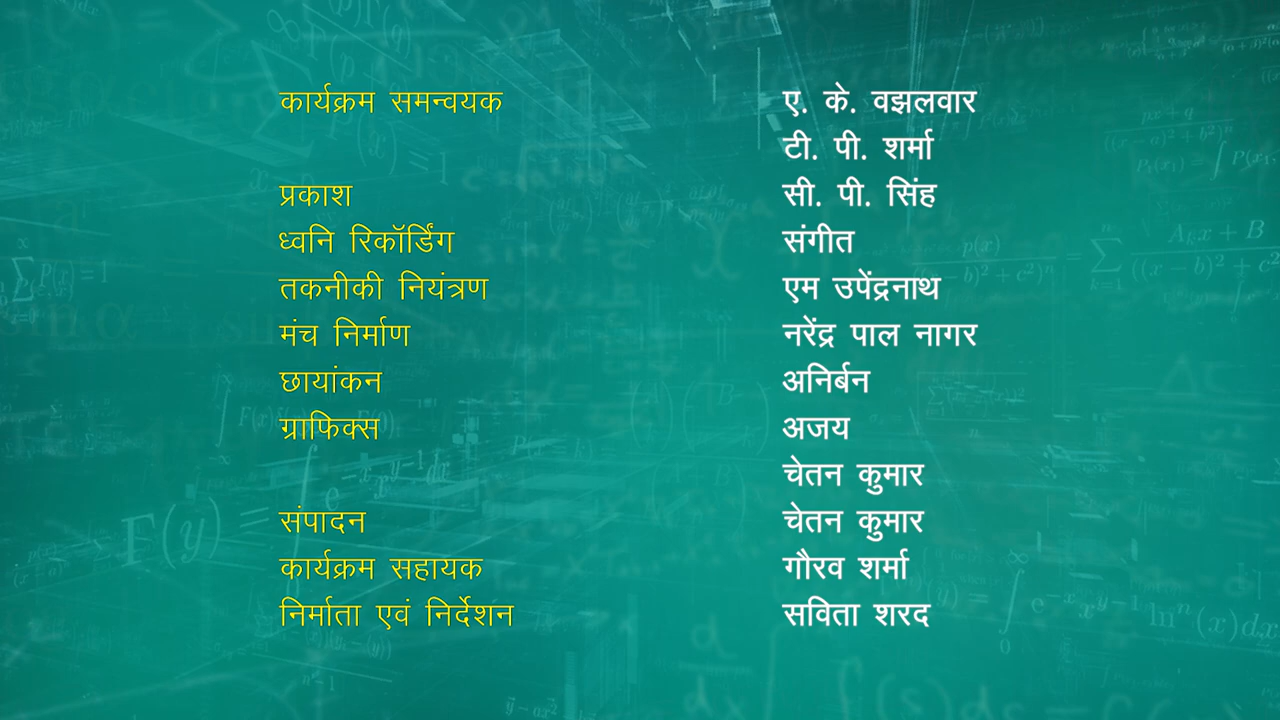 कार्यक्रम समन्वयक ए. के. वझलवार
टी. पी. शर्मा
प्रकाश सी. पी. सिंह
ध्वनि रिकॉर्डिंग संगीत
तकनीकी नियंत्रण एम उपेंद्रनाथ
मंच निर्माण नरेंद्र पाल नागर
छायांकन अनिर्बन
ग्राफिक्स अजय
चेतन कुमार
संपादन चेतन कुमार
कार्यक्रम सहायक गौरव शर्मा
निर्माता एवं निर्देशन सविता शरद